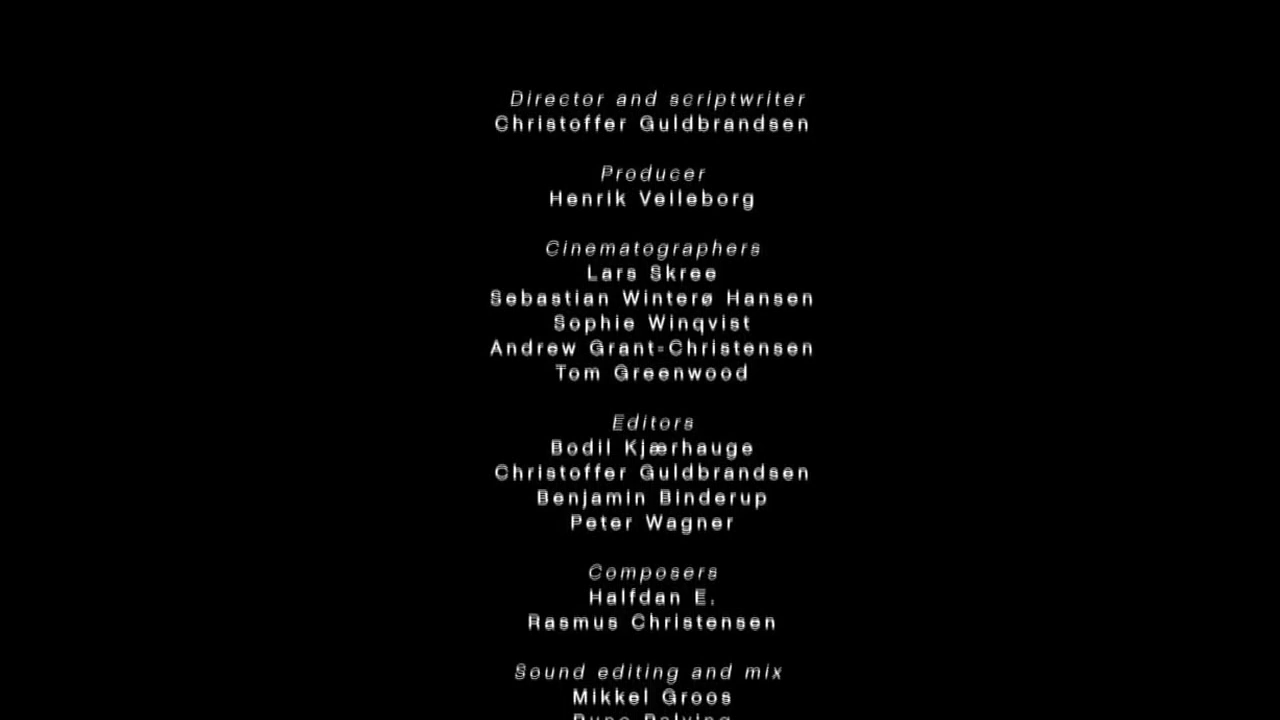 Director and scriptwriter
Christoffer Guldbrandsen
Producer
Henrik Veileborg
Cinematographers
Lars Skree
Sebastian Winterø Hansen
Sophie Winqvist
Andrew Grant-Christensen
Tom Greenwood
Editors
Bodil Kjærhauge
Christoffer Guldbrandsen
Benjamin Binderup
Peter Wagner
Composers
Halfdan E.
Rasmus Christensen
Sound editing and mix
Mikkel Groos